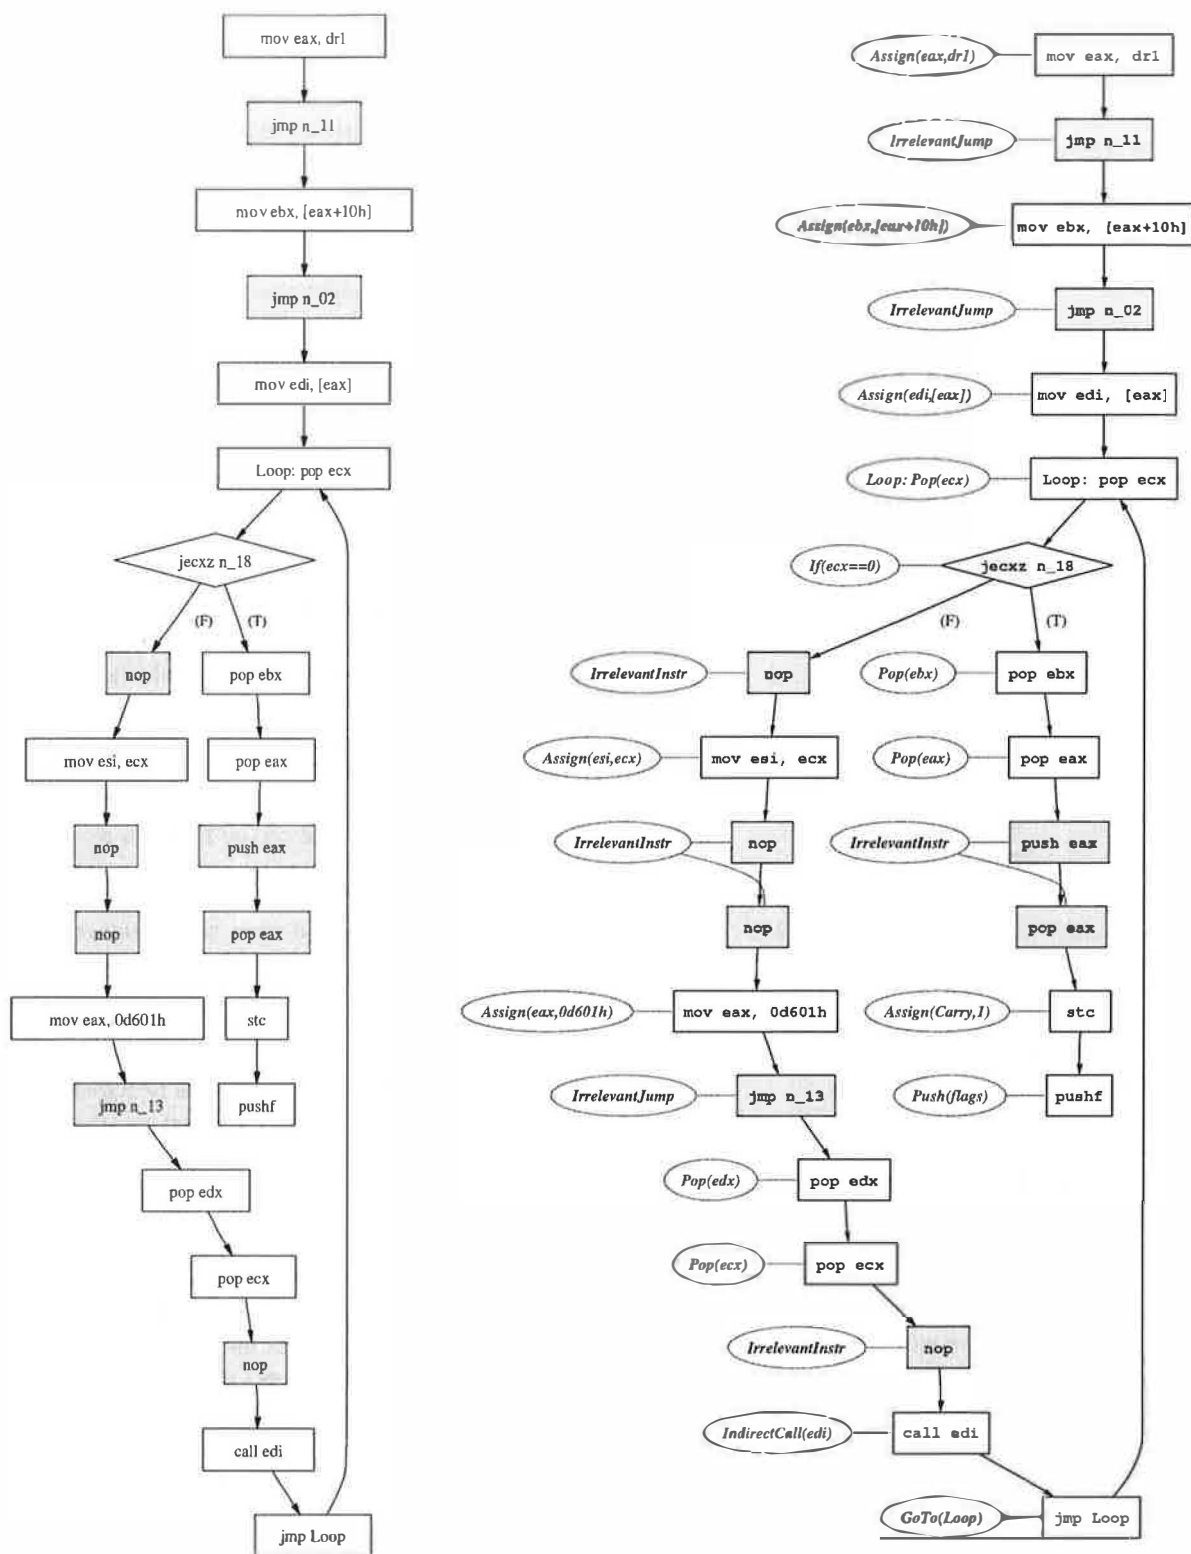 mov eax, dr1
jmp n_11
mov ebx, [eax+10h]
jmp n_02
mov edi, [eax]
Loop: pop ecx
jecxz n_18
(F)
(T)
nop
pop ebx
mov esi, ecx
pop eax
nop
push eax
nop
pop eax
mov eax, 0d601h
stc
jmp n_13
pushf
pop edx
pop ecx
nop
call edi
jmp Loop
Assign(eax,dr1)
mov eax, dr1
IrrelevantJump
jmp n_11
Assign(ebx,[eax+10h])
mov ebx, [eax+10h]
IrrelevantJump
jmp n_02
Assign(edi,[eax])
mov edi, [eax]
Loop: Pop(ecx)
Loop: pop ecx
If(ecx==0)
jecxz n_18
(F)
(T)
IrrelevantInstr
nop
Pop(ebx)
pop ebx
Assign(esi,ecx)
mov esi, ecx
Pop(eax)
pop eax
IrrelevantInstr
nop
IrrelevantInstr
push eax
nop
pop eax
Assign(eax,0d601h)
mov eax, 0d601h
Assign(Carry,1)
stc
IrrelevantJump
jmp n_13
Push(flags)
pushf
Pop(edx)
pop edx
Pop(ecx)
pop ecx
IrrelevantInstr
nop
IndirectCall(edi)
call edi
GoTo(Loop)
jmp Loop